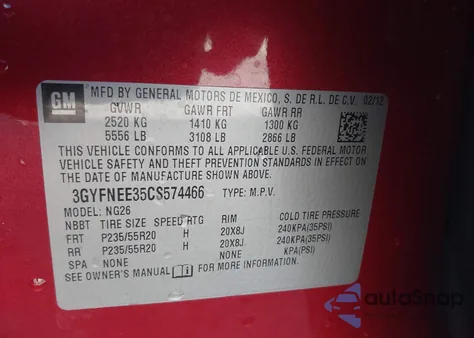 GM
MFD BY GENERAL MOTORS DE MEXICO, S. DE R.L. DE C.V. 02/12
GVWR GAWR FRT GAWR RR
2520 KG 1410 KG 1300 KG
5556 LB 3108 LB 2866 LB
THIS VEHICLE CONFORMS TO ALL APPLICABLE U.S. FEDERAL MOTOR
VEHICLE SAFETY AND THEFT PREVENTION STANDARDS IN EFFECT ON
THE DATE OF MANUFACTURE SHOWN ABOVE.
3GYFNEE35CS574466 TYPE: M.P.V.
MODEL: NG26
NBBT TIRE SIZE SPEED RTG RIM COLD TIRE PRESSURE
FRT P235/55R20 H 20X8J 240KPA(35PSI)
RR P235/55R20 H 20X8J 240KPA(35PSI)
SPA NONE NONE KPA(PSI)
SEE OWNER'S MANUAL FOR MORE INFORMATION.
autoSnap